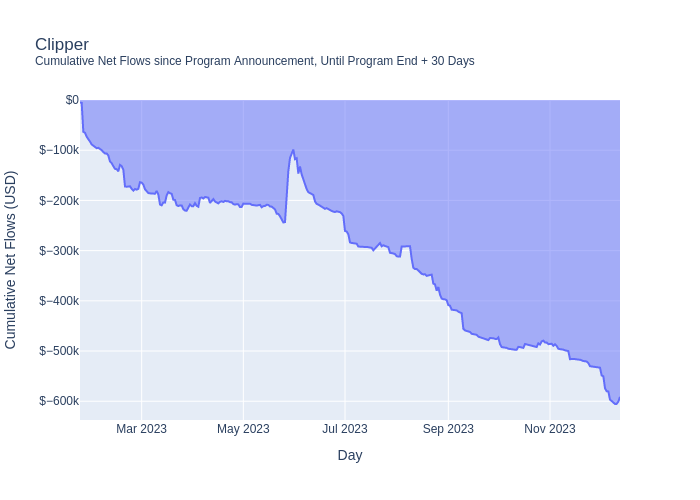 Clipper
Cumulative Net Flows since Program Announcement, Until Program End + 30 Days
Cumulative Net Flows (USD)
$0
$−100k
$−200k
$−300k
$−400k
$−500k
$−600k
Mar 2023 May 2023 Jul 2023 Sep 2023 Nov 2023
Day